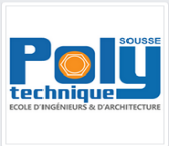 SOUSSE
Poly
technique
ECOLE D'INGÉNIEURS & D'ARCHITECTURE